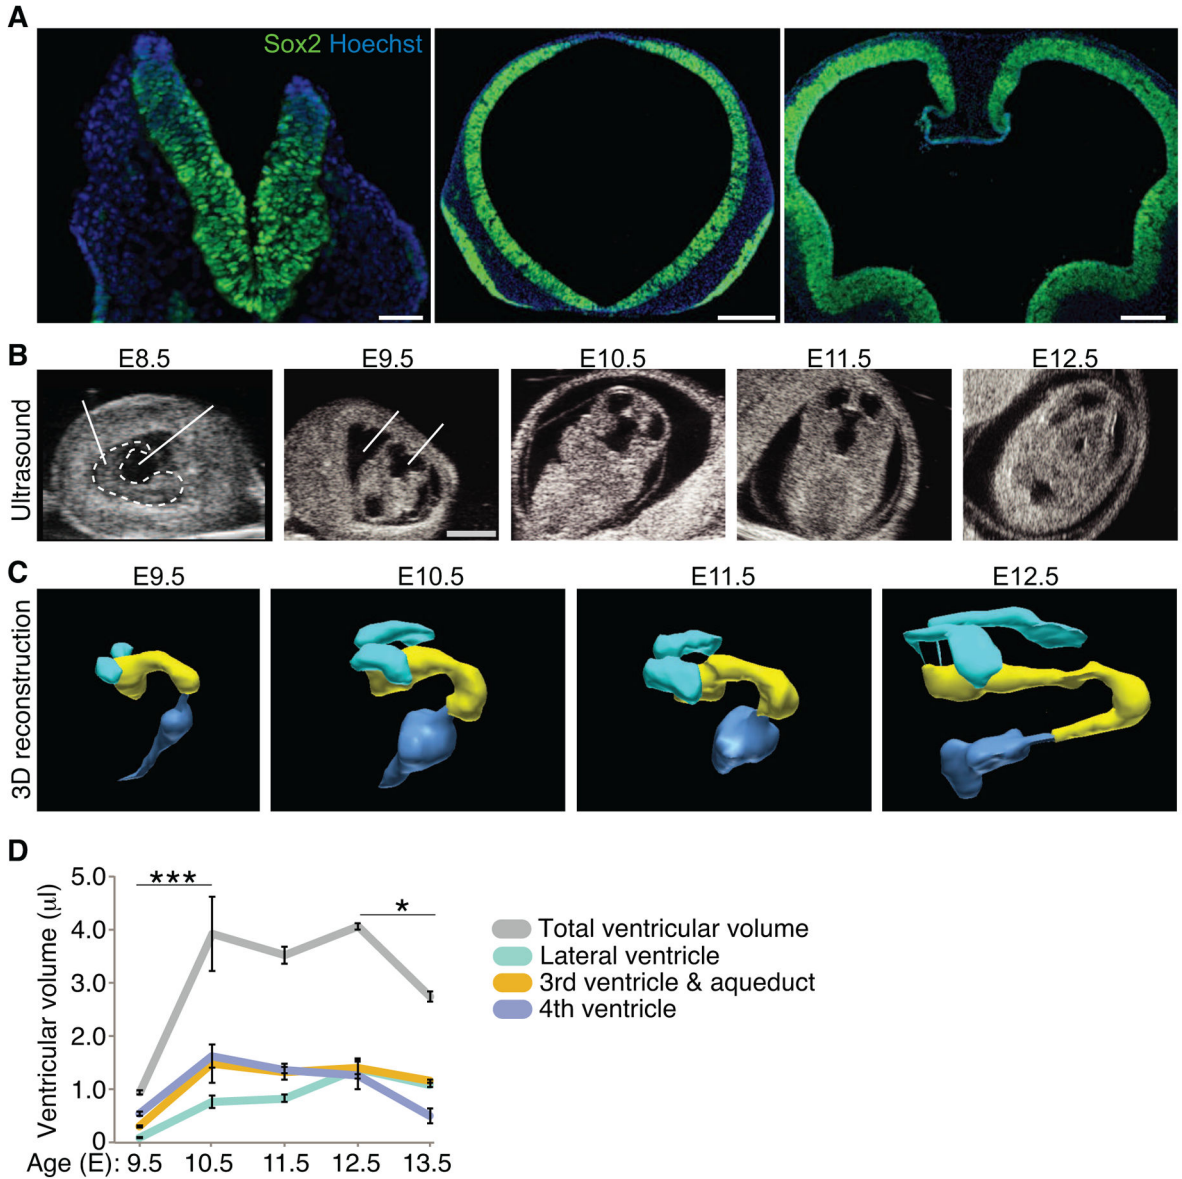 A
Sox2 Hoechst
B
E8.5 E9.5 E10.5 E11.5 E12.5
Ultrasound
C
E9.5 E10.5 E11.5 E12.5
3D reconstruction
D
Ventricular volume (µl)
5.0
4.0
3.0
2.0
1.0
0
***
*
Total ventricular volume
Lateral ventricle
3rd ventricle & aqueduct
4th ventricle
Age (E): 9.5 10.5 11.5 12.5 13.5